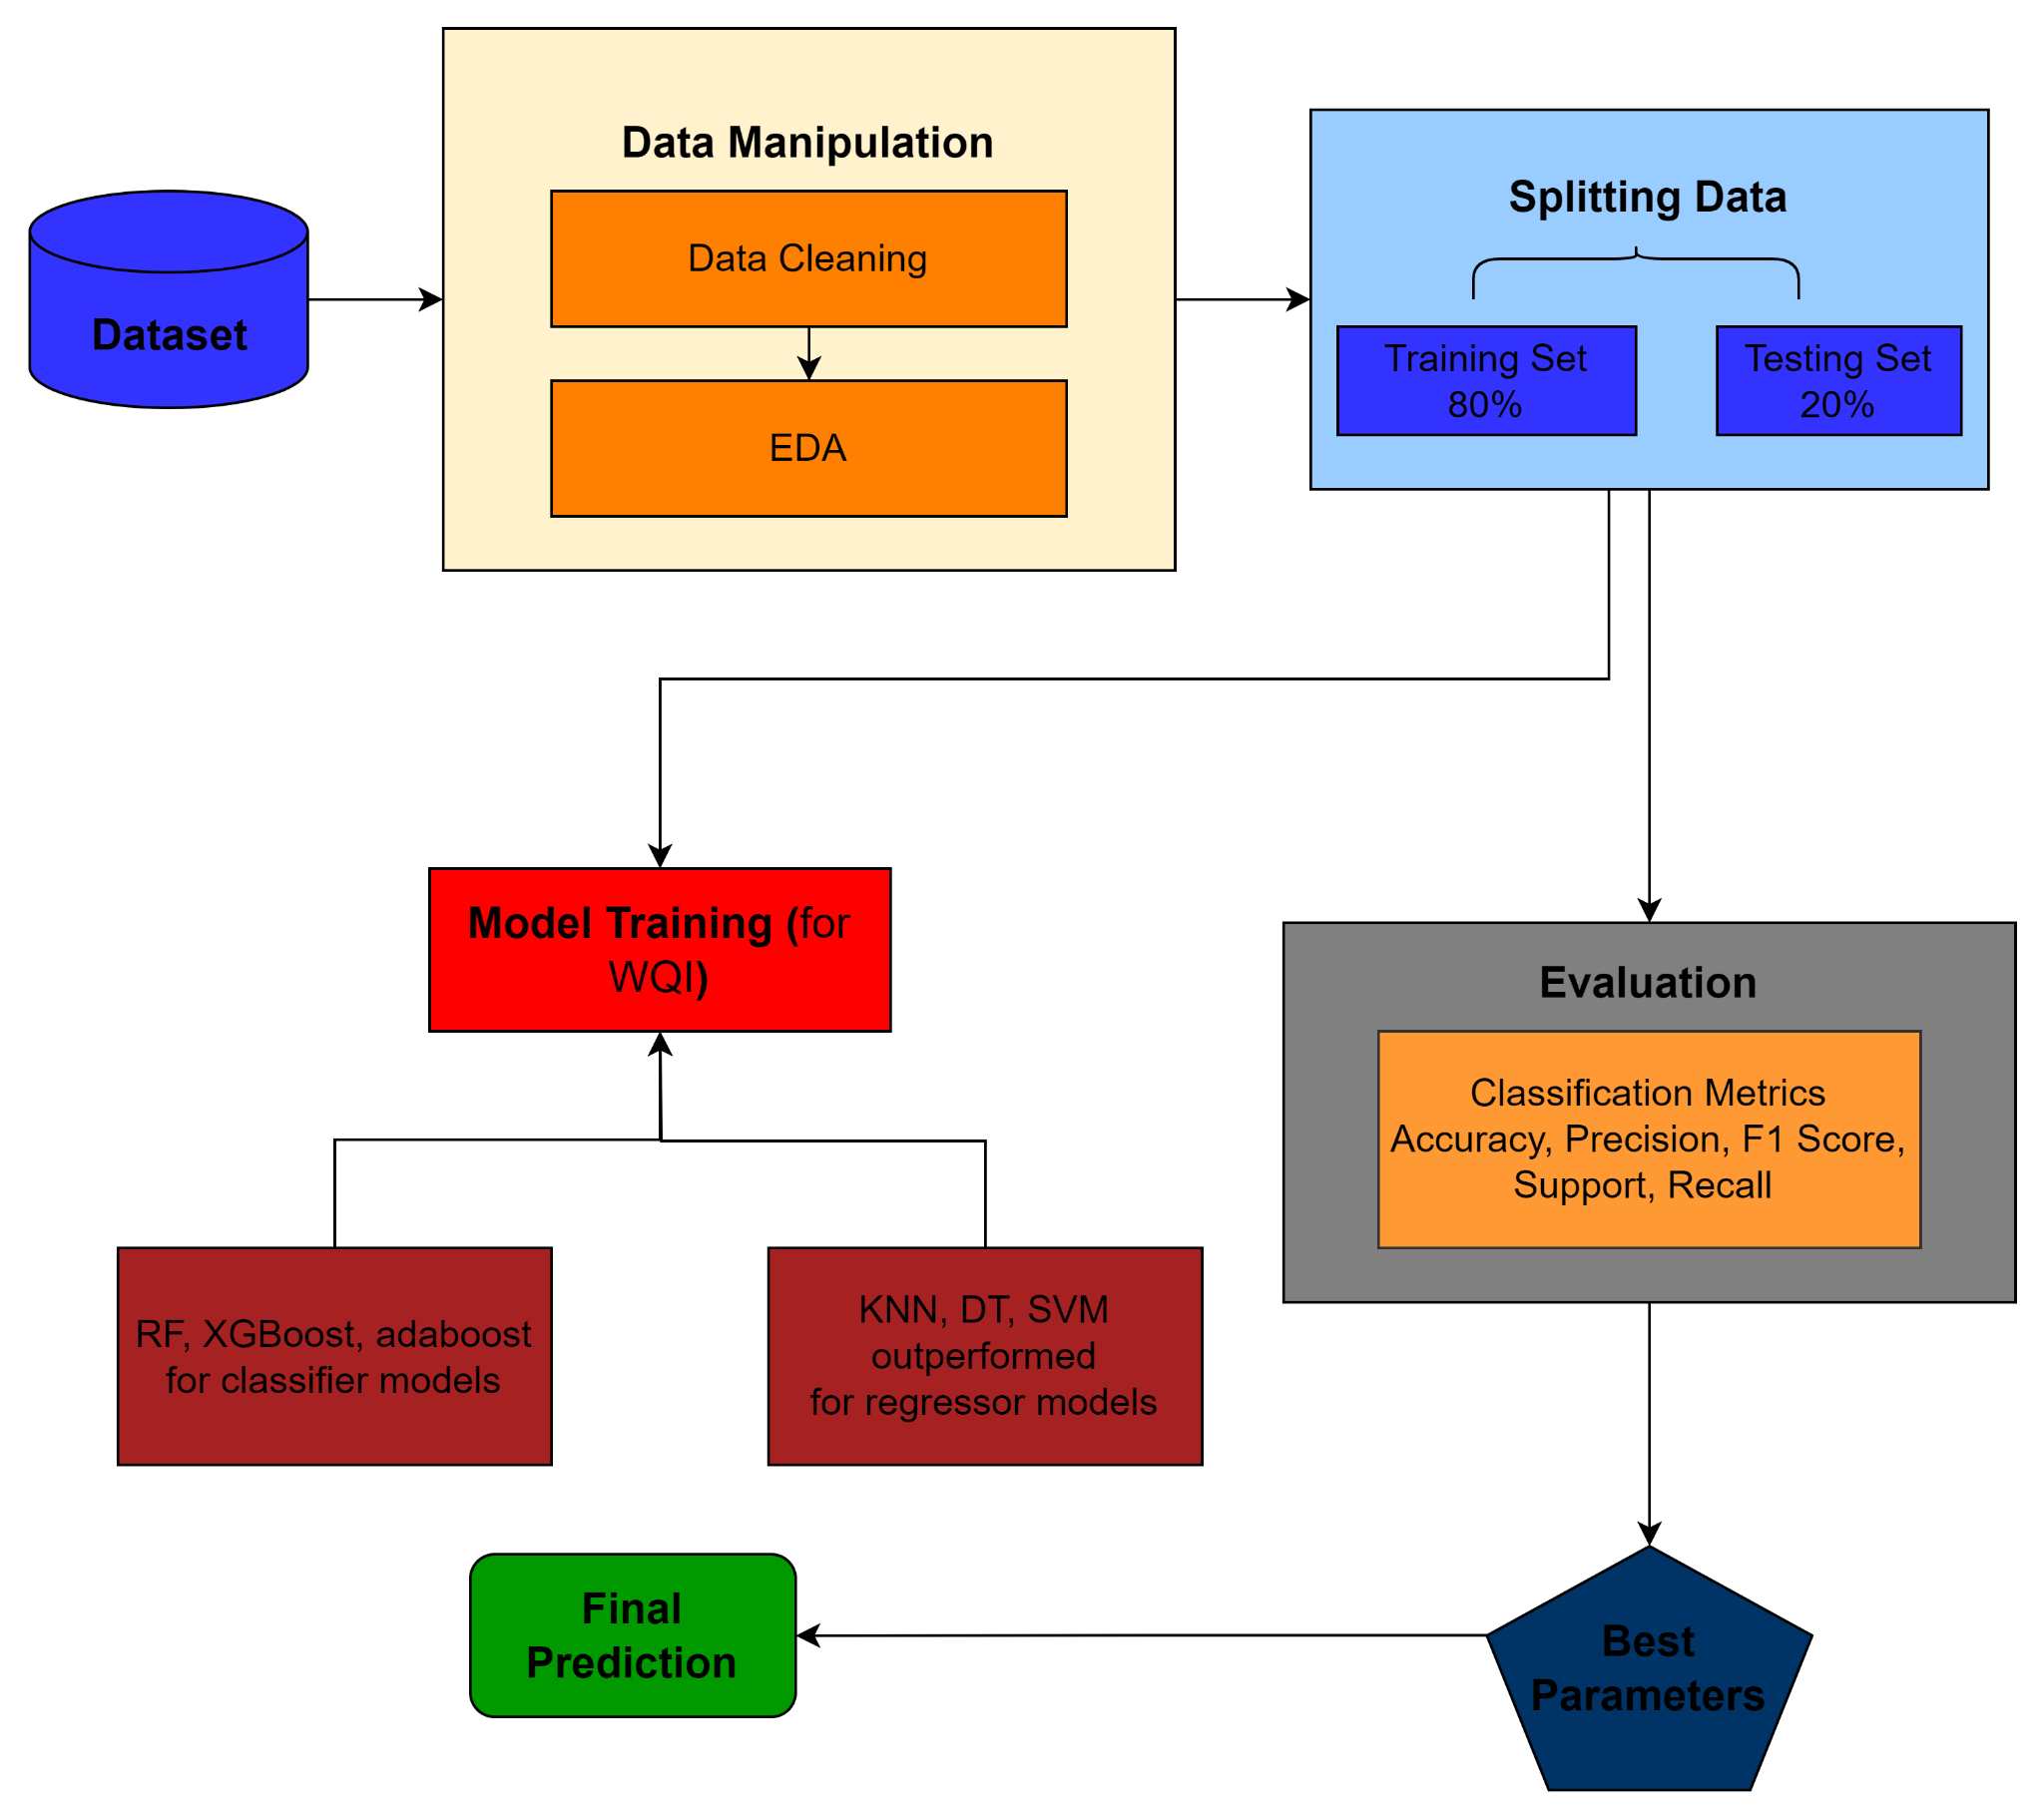 Dataset
Data Manipulation
Data Cleaning
EDA
Splitting Data
Training Set
80%
Testing Set
20%
Model Training (for
WQI)
RF, XGBoost, adaboost
for classifier models
KNN, DT, SVM
outperformed
for regressor models
Evaluation
Classification Metrics
Accuracy, Precision, F1 Score,
Support, Recall
Best
Parameters
Final
Prediction